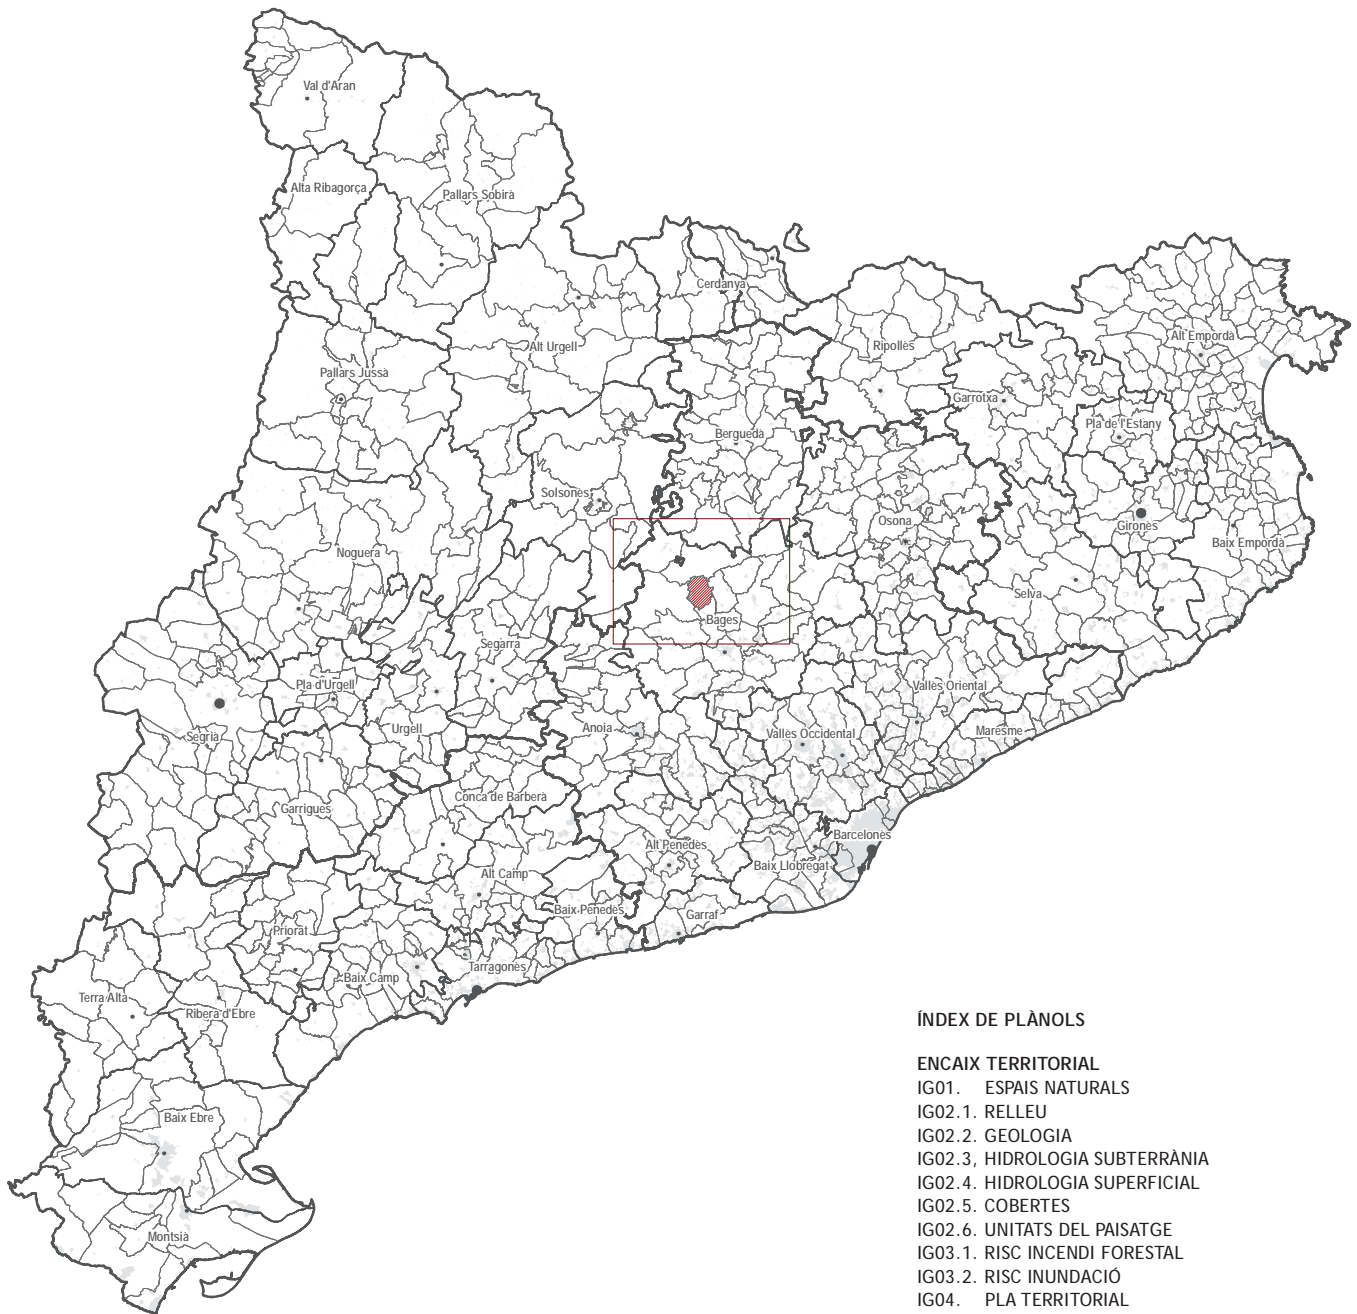 Val d'Aran
Alta Ribagorça
Pallars Sobirà
Cerdanya
Alt Urgell
Ripollès
Alt Empordà
Pallars Jussà
Garrotxa
Pla de l'Estany
Berguedà
Solsonès
Osona
Gironès
Baix Empordà
Noguera
Selva
Bages
Segarra
Pla d'Urgell
Vallès Oriental
Urgell
Anoia
Segrià
Vallès Occidental
Maresme
Conca de Barberà
Garrigues
Barcelonès
Alt Penedès
Baix Llobregat
Alt Camp
Baix Penedès
Garraf
Priorat
Tarragonès
Baix Camp
Terra Alta
Ribera d'Ebre
Baix Ebre
Montsià
ÍNDEX DE PLÀNOLS
ENCAIX TERRITORIAL
IG01. ESPAIS NATURALS
IG02.1. RELLEU
IG02.2. GEOLOGIA
IG02.3, HIDROLOGIA SUBTERRÀNIA
IG02.4. HIDROLOGIA SUPERFICIAL
IG02.5. COBERTES
IG02.6. UNITATS DEL PAISATGE
IG03.1. RISC INCENDI FORESTAL
IG03.2. RISC INUNDACIÓ
IG04. PLA TERRITORIAL